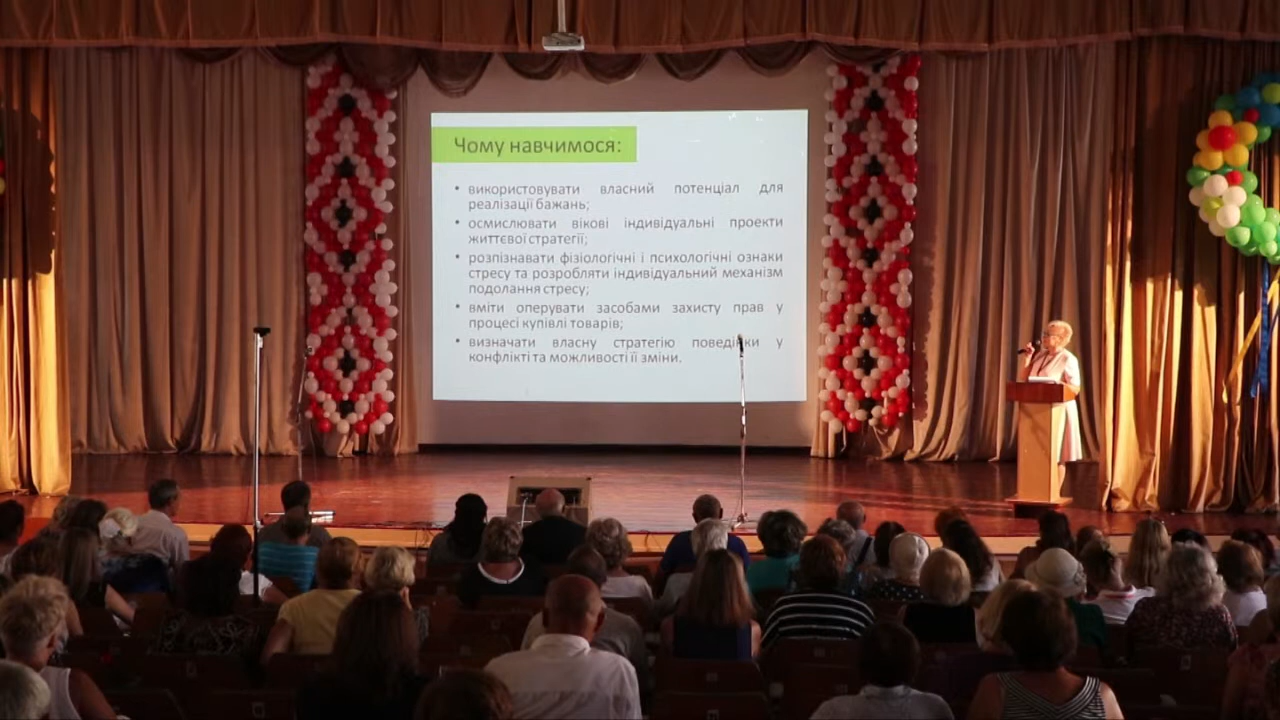 Чому навчимося:
• використовувати власний потенціал для
реалізації бажань;
• осмислювати вікові індивідуальні проекти
життєвої стратегії;
• розпізнавати фізіологічні і психологічні ознаки
стресу та розробляти індивідуальний механізм
подолання стресу;
• вміти оперувати засобами захисту прав у
процесі купівлі товарів;
• визначати власну стратегію поведінки у
конфлікті та можливості її зміни.